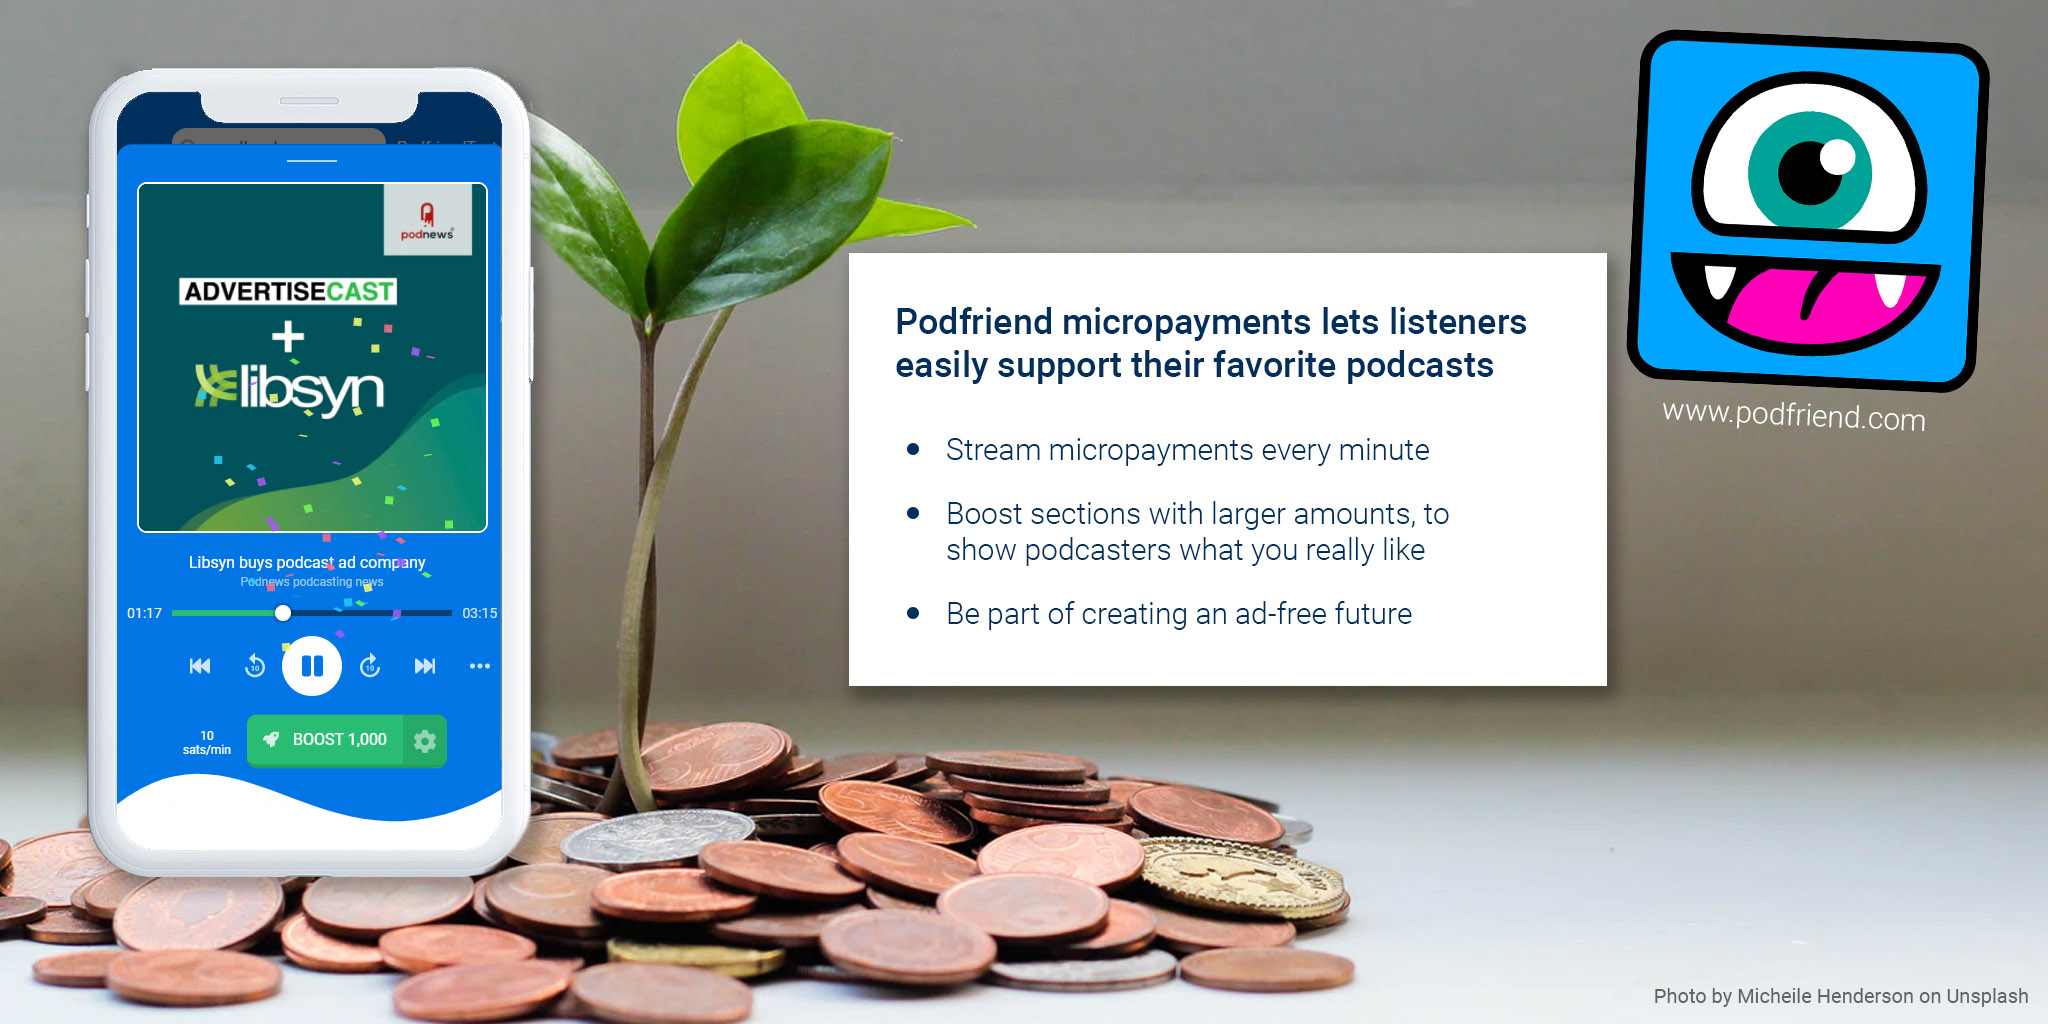 podnews
ADVERTISECAST
+
libsyn
Libsyn buys podcast ad company
Podnews podcasting news
01:17
03:15
10
10
10
sats/min
BOOST 1,000
Podfriend micropayments lets listeners
easily support their favorite podcasts
• Stream micropayments every minute
• Boost sections with larger amounts, to
show podcasters what you really like
• Be part of creating an ad-free future
www.podfriend.com
Photo by Micheile Henderson on Unsplash